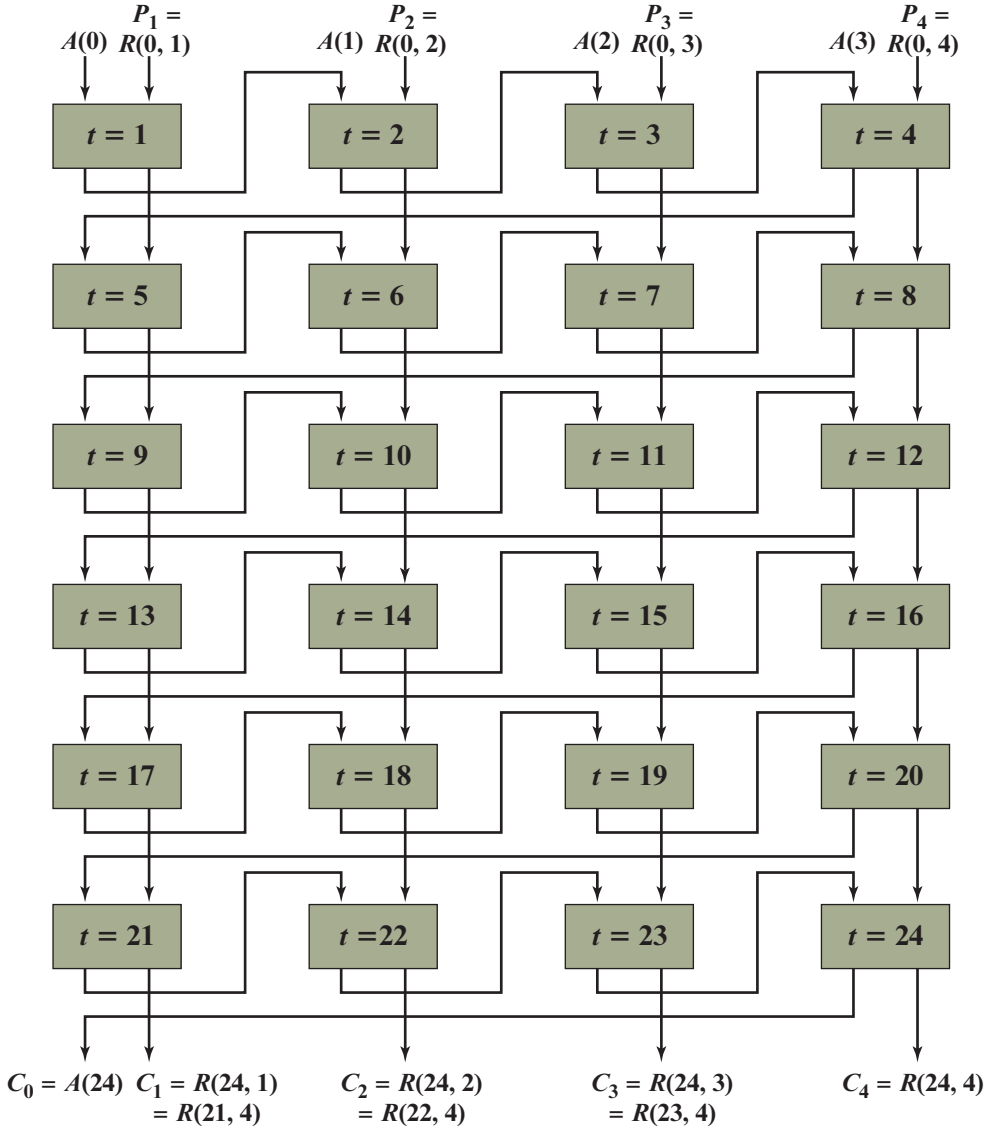 P1 = P2 = P3 = P4 =
A(0) R(0, 1) A(1) R(0, 2) A(2) R(0, 3) A(3) R(0, 4)
t = 1 t = 2 t = 3 t = 4
t = 5 t = 6 t = 7 t = 8
t = 9 t = 10 t = 11 t = 12
t = 13 t = 14 t = 15 t = 16
t = 17 t = 18 t = 19 t = 20
t = 21 t =22 t = 23 t = 24
C0 = A(24) C1 = R(24, 1) C2 = R(24, 2) C3 = R(24, 3) C4 = R(24, 4)
= R(21, 4) = R(22, 4) = R(23, 4)